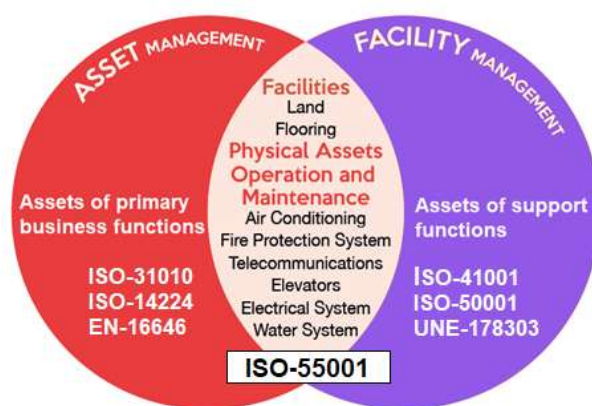 ASSET MANAGEMENT
FACILITY MANAGEMENT
Facilities
Land
Flooring
Physical Assets
Operation and
Maintenance
Air Conditioning
Fire Protection System
Telecommunications
Elevators
Electrical System
Water System
Assets of primary
business functions
ISO-31010
ISO-14224
EN-16646
Assets of support
functions
ISO-41001
ISO-50001
UNE-178303
ISO-55001